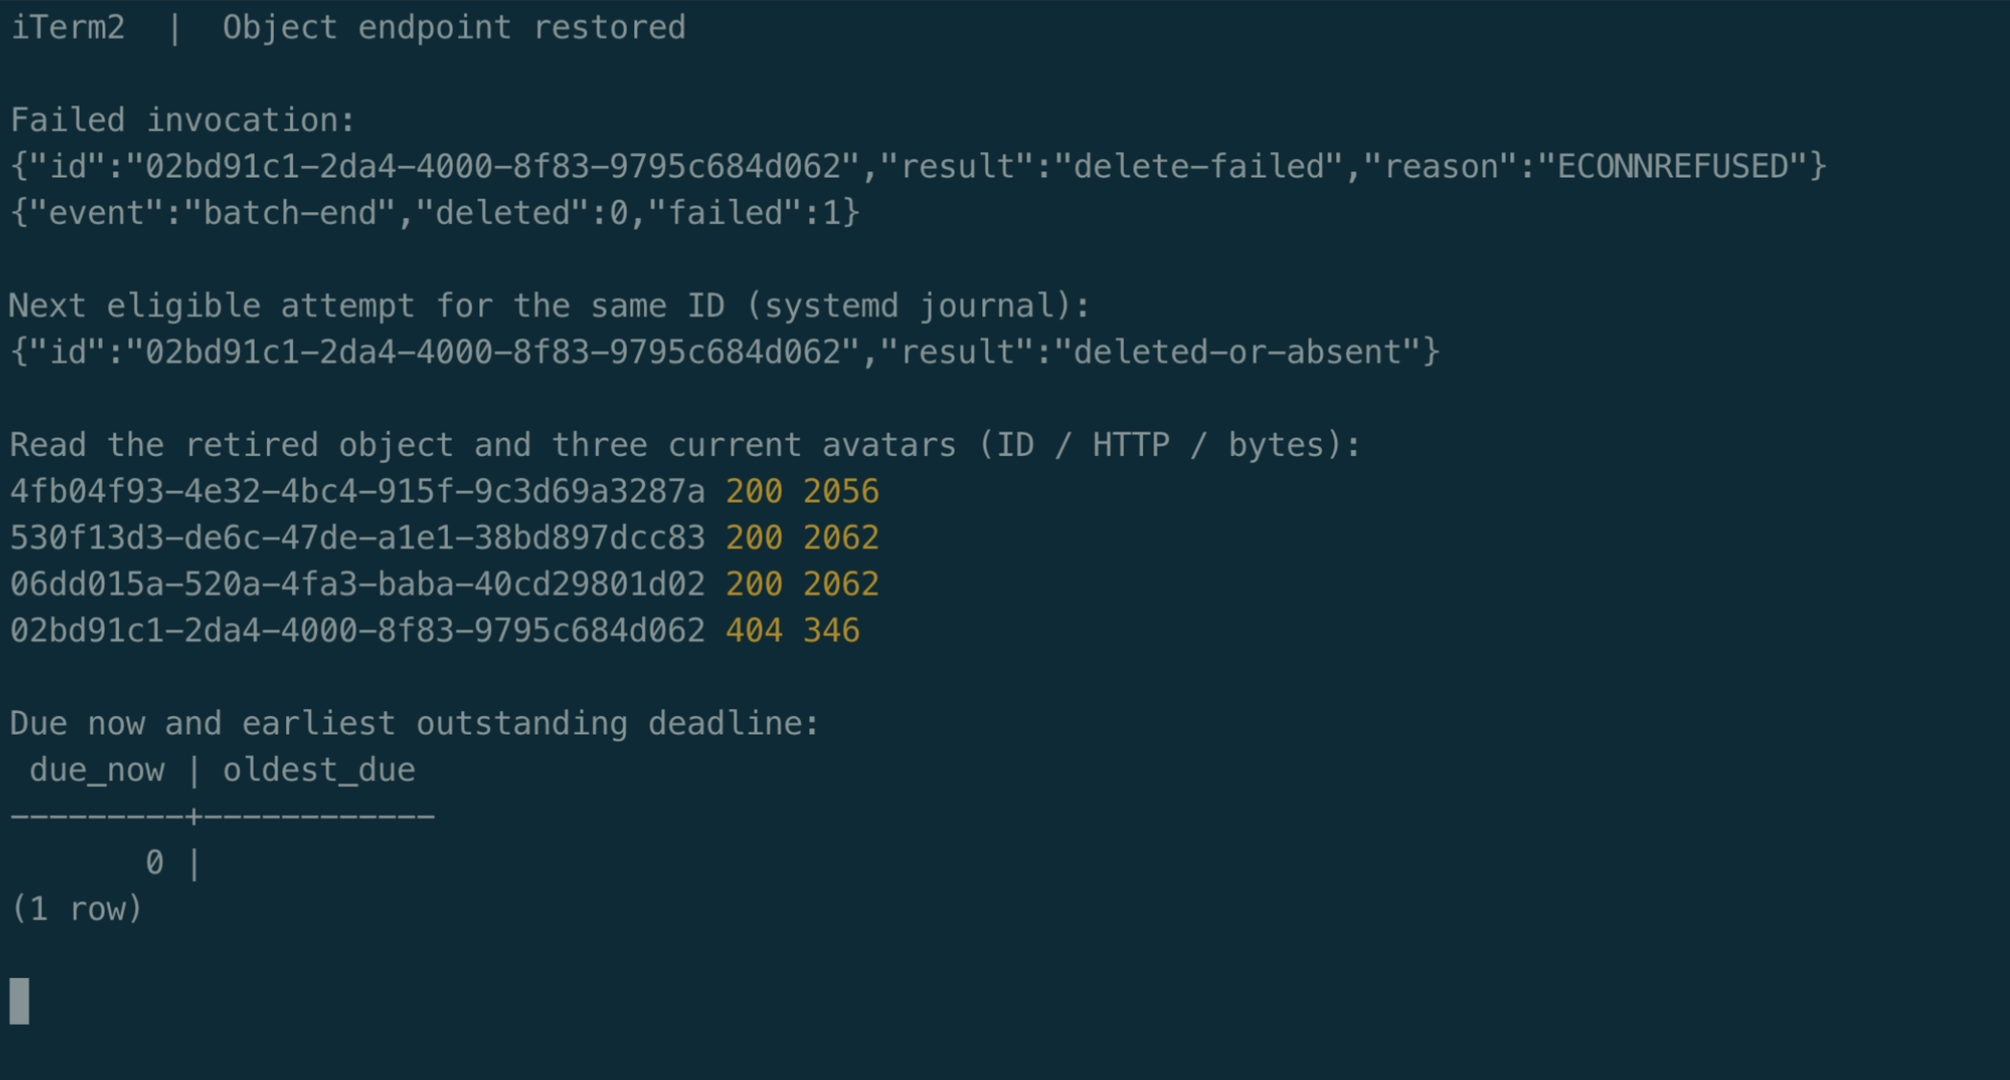 iTerm2  |  Object endpoint restored
Failed invocation:
{"id":"02bd91c1-2da4-4000-8f83-9795c684d062","result":"delete-failed","reason":"ECONNREFUSED"}
{"event":"batch-end","deleted":0,"failed":1}
Next eligible attempt for the same ID (systemd journal):
{"id":"02bd91c1-2da4-4000-8f83-9795c684d062","result":"deleted-or-absent"}
Read the retired object and three current avatars (ID / HTTP / bytes):
4fb04f93-4e32-4bc4-915f-9c3d69a3287a 200 2056
530f13d3-de6c-47de-a1e1-38bd897dcc83 200 2062
06dd015a-520a-4fa3-baba-40cd29801d02 200 2062
02bd91c1-2da4-4000-8f83-9795c684d062 404 346
Due now and earliest outstanding deadline:
 due_now | oldest_due
---------+------------
       0 |
(1 row)